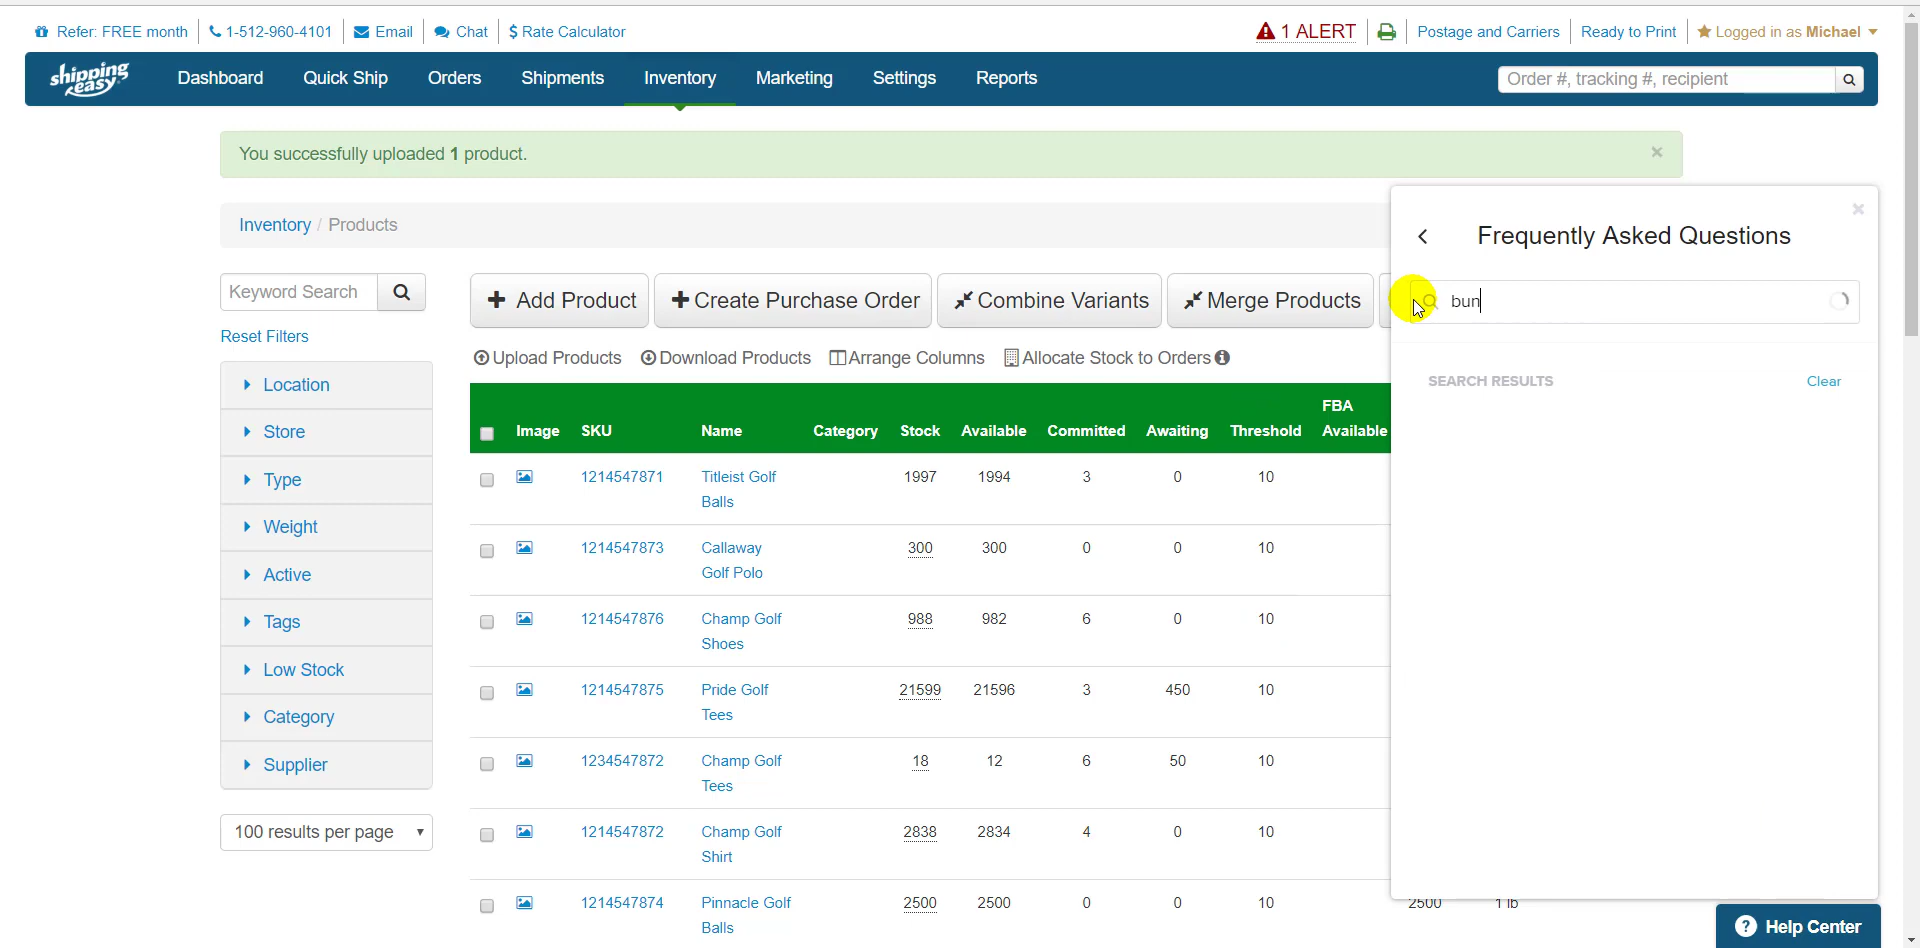 Refer: FREE month 1-512-960-4101 Email Chat $ Rate Calculator 1 ALERT Postage and Carriers Ready to Print Logged in as Michael
shipping easy Dashboard Quick Ship Orders Shipments Inventory Marketing Settings Reports Order #, tracking #, recipient
You successfully uploaded 1 product. ×
Inventory / Products
Keyword Search
Reset Filters
Location
Store
Type
Weight
Active
Tags
Low Stock
Category
Supplier
100 results per page
Add Product Create Purchase Order Combine Variants Merge Products
Upload Products Download Products Arrange Columns Allocate Stock to Orders
FBA
Image SKU Name Category Stock Available Committed Awaiting Threshold Available
1214547871 Titleist Golf 1997 1994 3 0 10
Balls
1214547873 Callaway 300 300 0 0 10
Golf Polo
1214547876 Champ Golf 988 982 6 0 10
Shoes
1214547875 Pride Golf 21599 21596 3 450 10
Tees
1234547872 Champ Golf 18 12 6 50 10
Tees
1214547872 Champ Golf 2838 2834 4 0 10
Shirt
1214547874 Pinnacle Golf 2500 2500 0 0 10 2500 1 lb
Balls
×
Frequently Asked Questions
bun
SEARCH RESULTS Clear
? Help Center